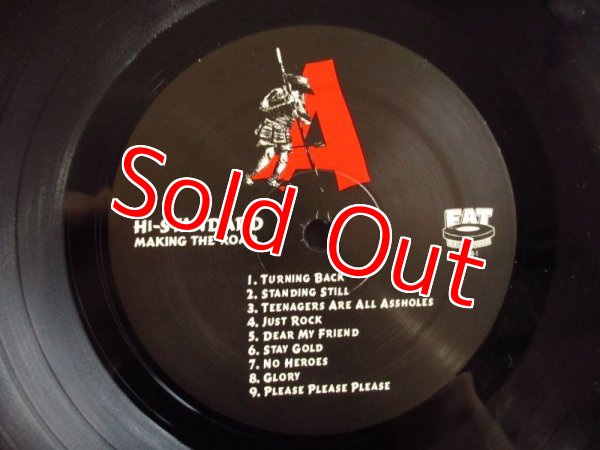 A
Sold Out
HI-STANDARD
MAKING THE ROA
FAT
1. TURNING BACK
2. STANDING STILL
3. TEENAGERS ARE ALL ASSHOLES
4. JUST ROCK
5. DEAR MY FRIEND
6. STAY GOLD
7. NO HEROES
8. GLORY
9. PLEASE PLEASE PLEASE